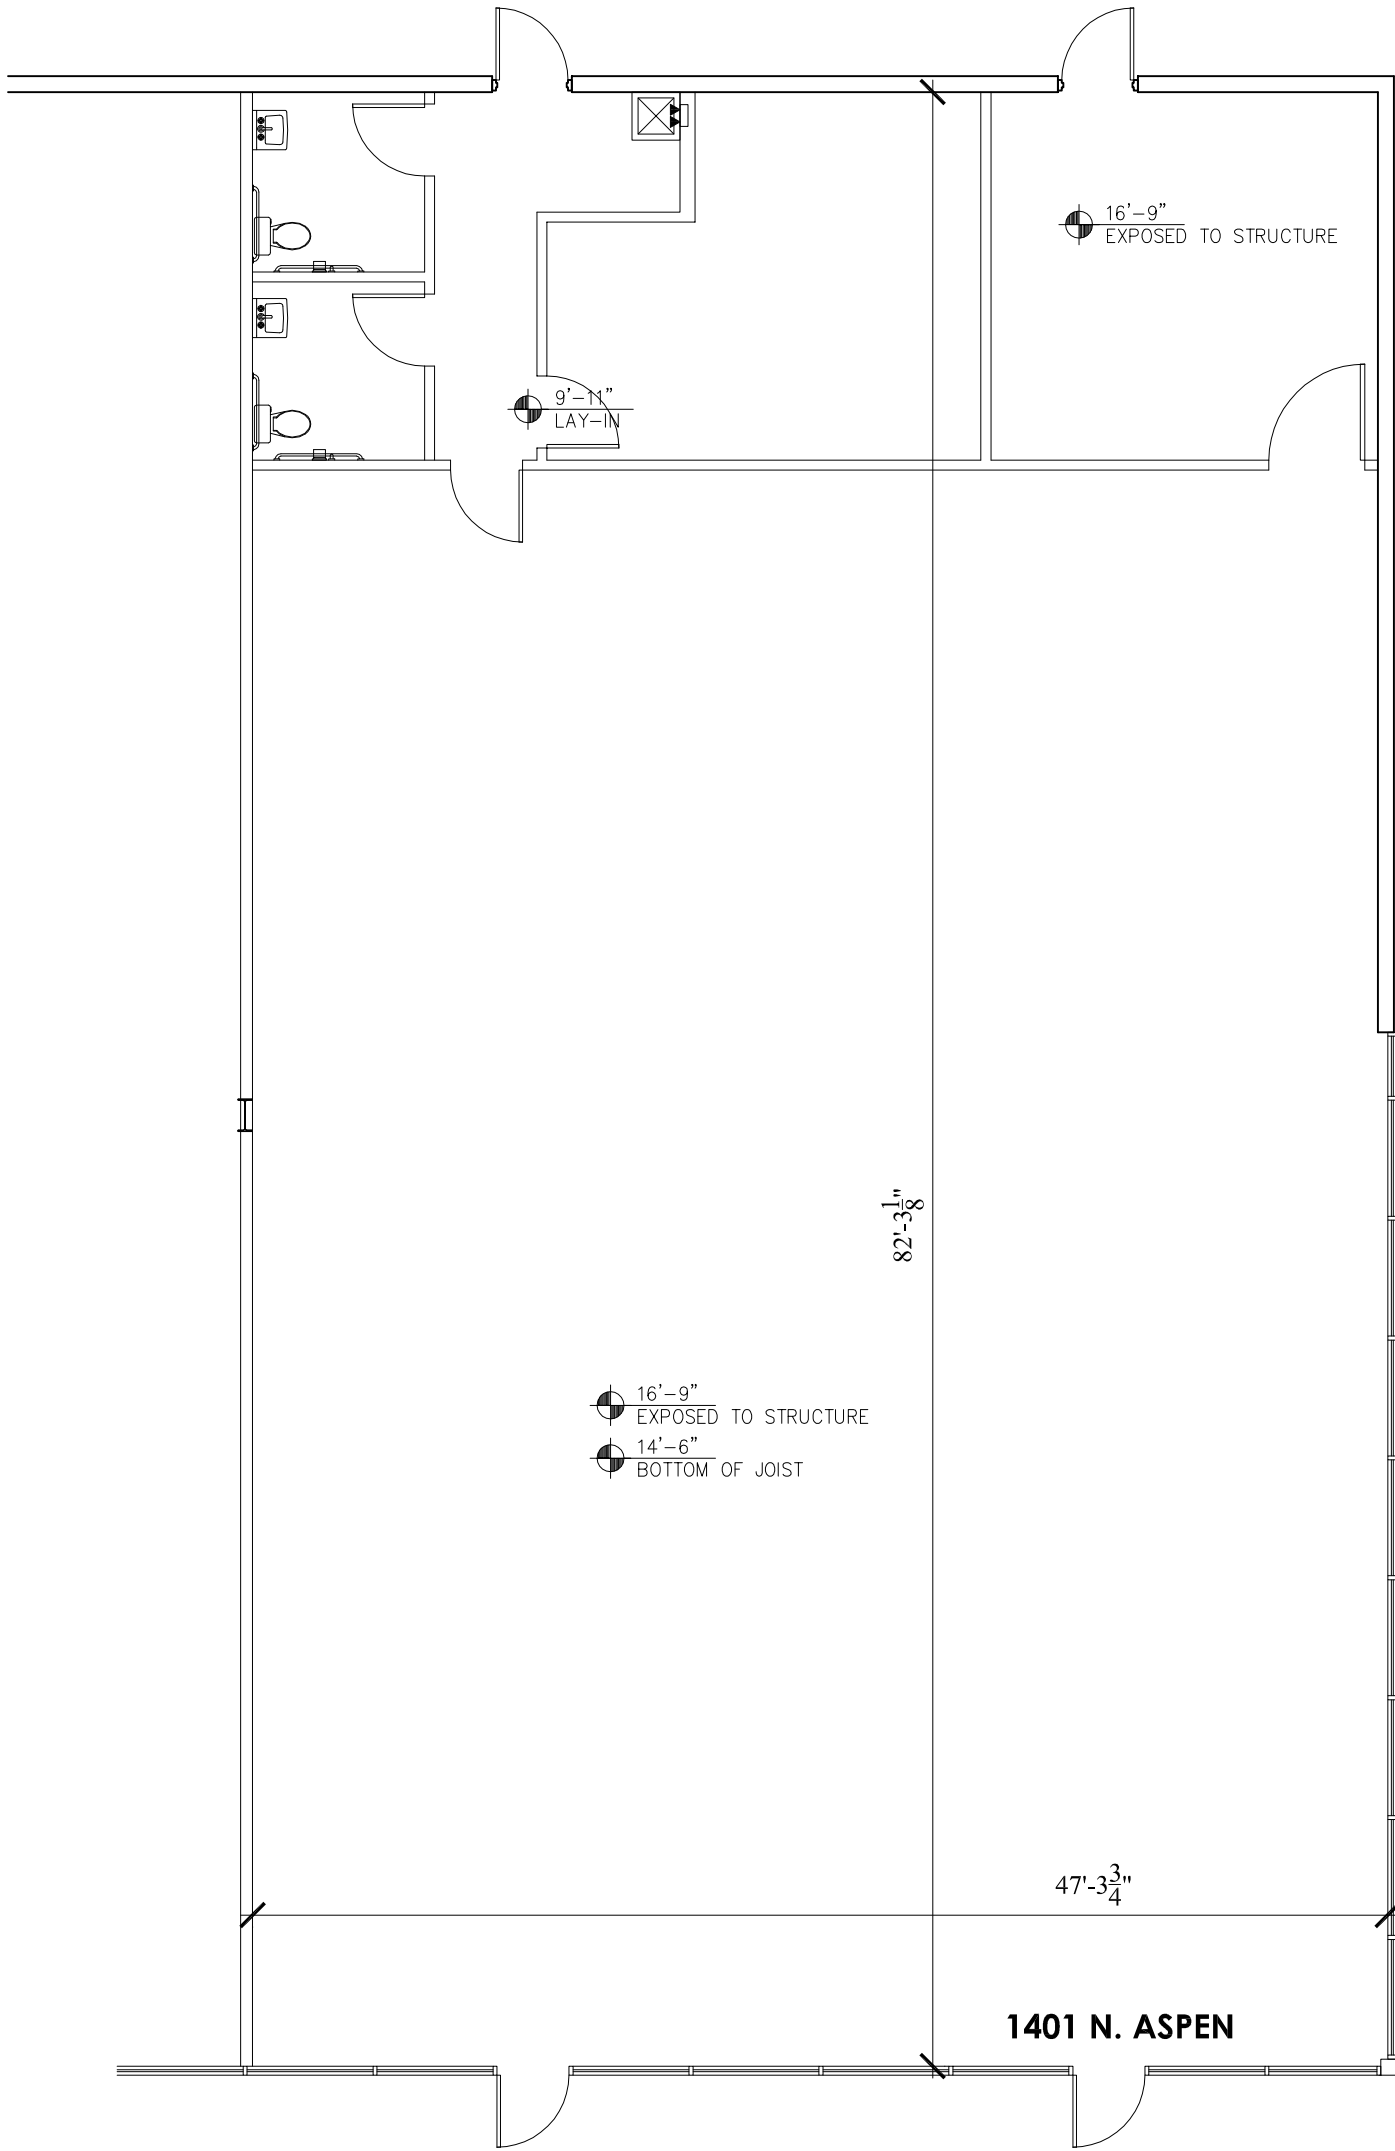 16'-9"
EXPOSED TO STRUCTURE
9'-11"
LAY-IN
82'-3 1/8"
16'-9"
EXPOSED TO STRUCTURE
14'-6"
BOTTOM OF JOIST
47'-3 3/4"
1401 N. ASPEN